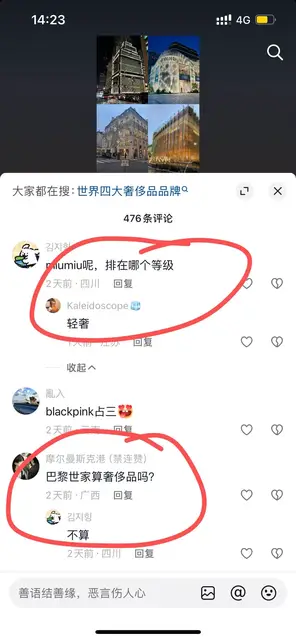 14:23
4G
大家都在搜：世界四大奢侈品品牌
476条评论
김지항
miumiu呢，排在哪个等级
2天前·四川 回复
Kaleidoscope
轻奢
回复
收起
亂入
blackpink占三
2天前· 回复
摩尔曼斯克港（禁连赞）
巴黎世家算奢侈品吗？
2天前·广西 回复
不算
2天前·四川 回复
善语结善缘，恶言伤人心